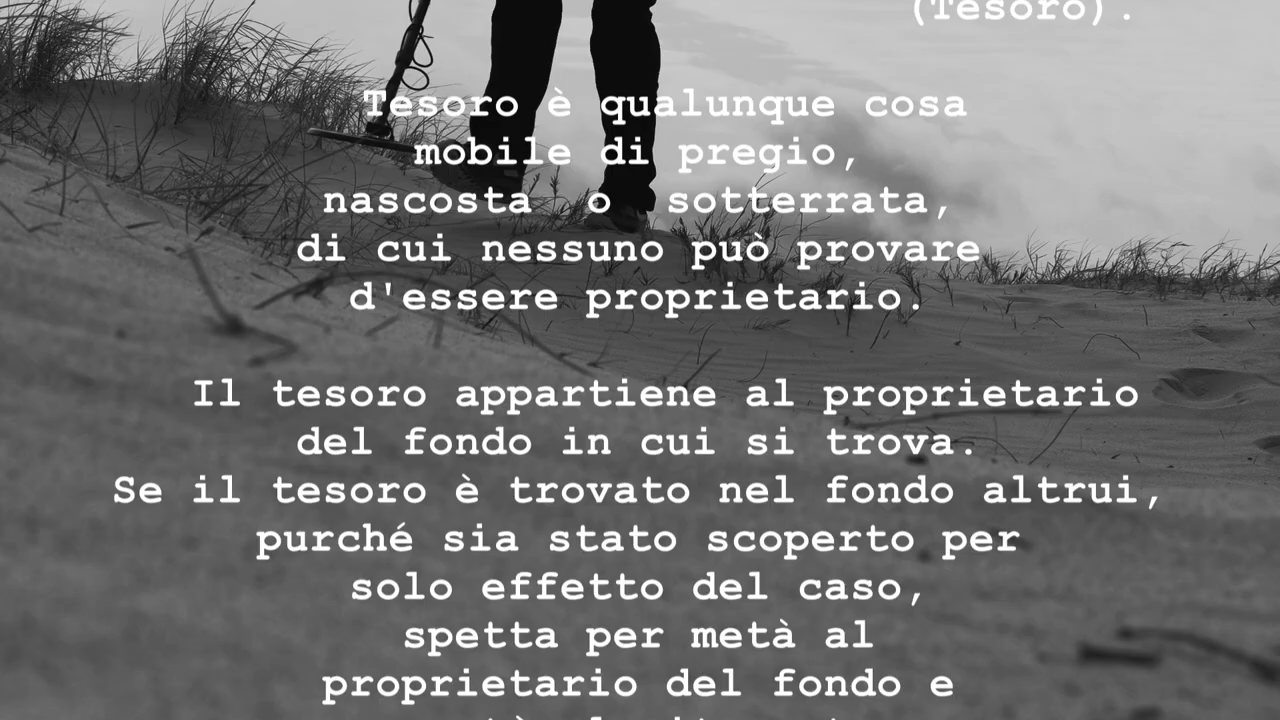 (Tesoro).
Tesoro è qualunque cosa
mobile di pregio,
nascosta o sotterrata,
di cui nessuno può provare
d'essere proprietario.
Il tesoro appartiene al proprietario
del fondo in cui si trova.
Se il tesoro è trovato nel fondo altrui,
purché sia stato scoperto per
solo effetto del caso,
spetta per metà al
proprietario del fondo e